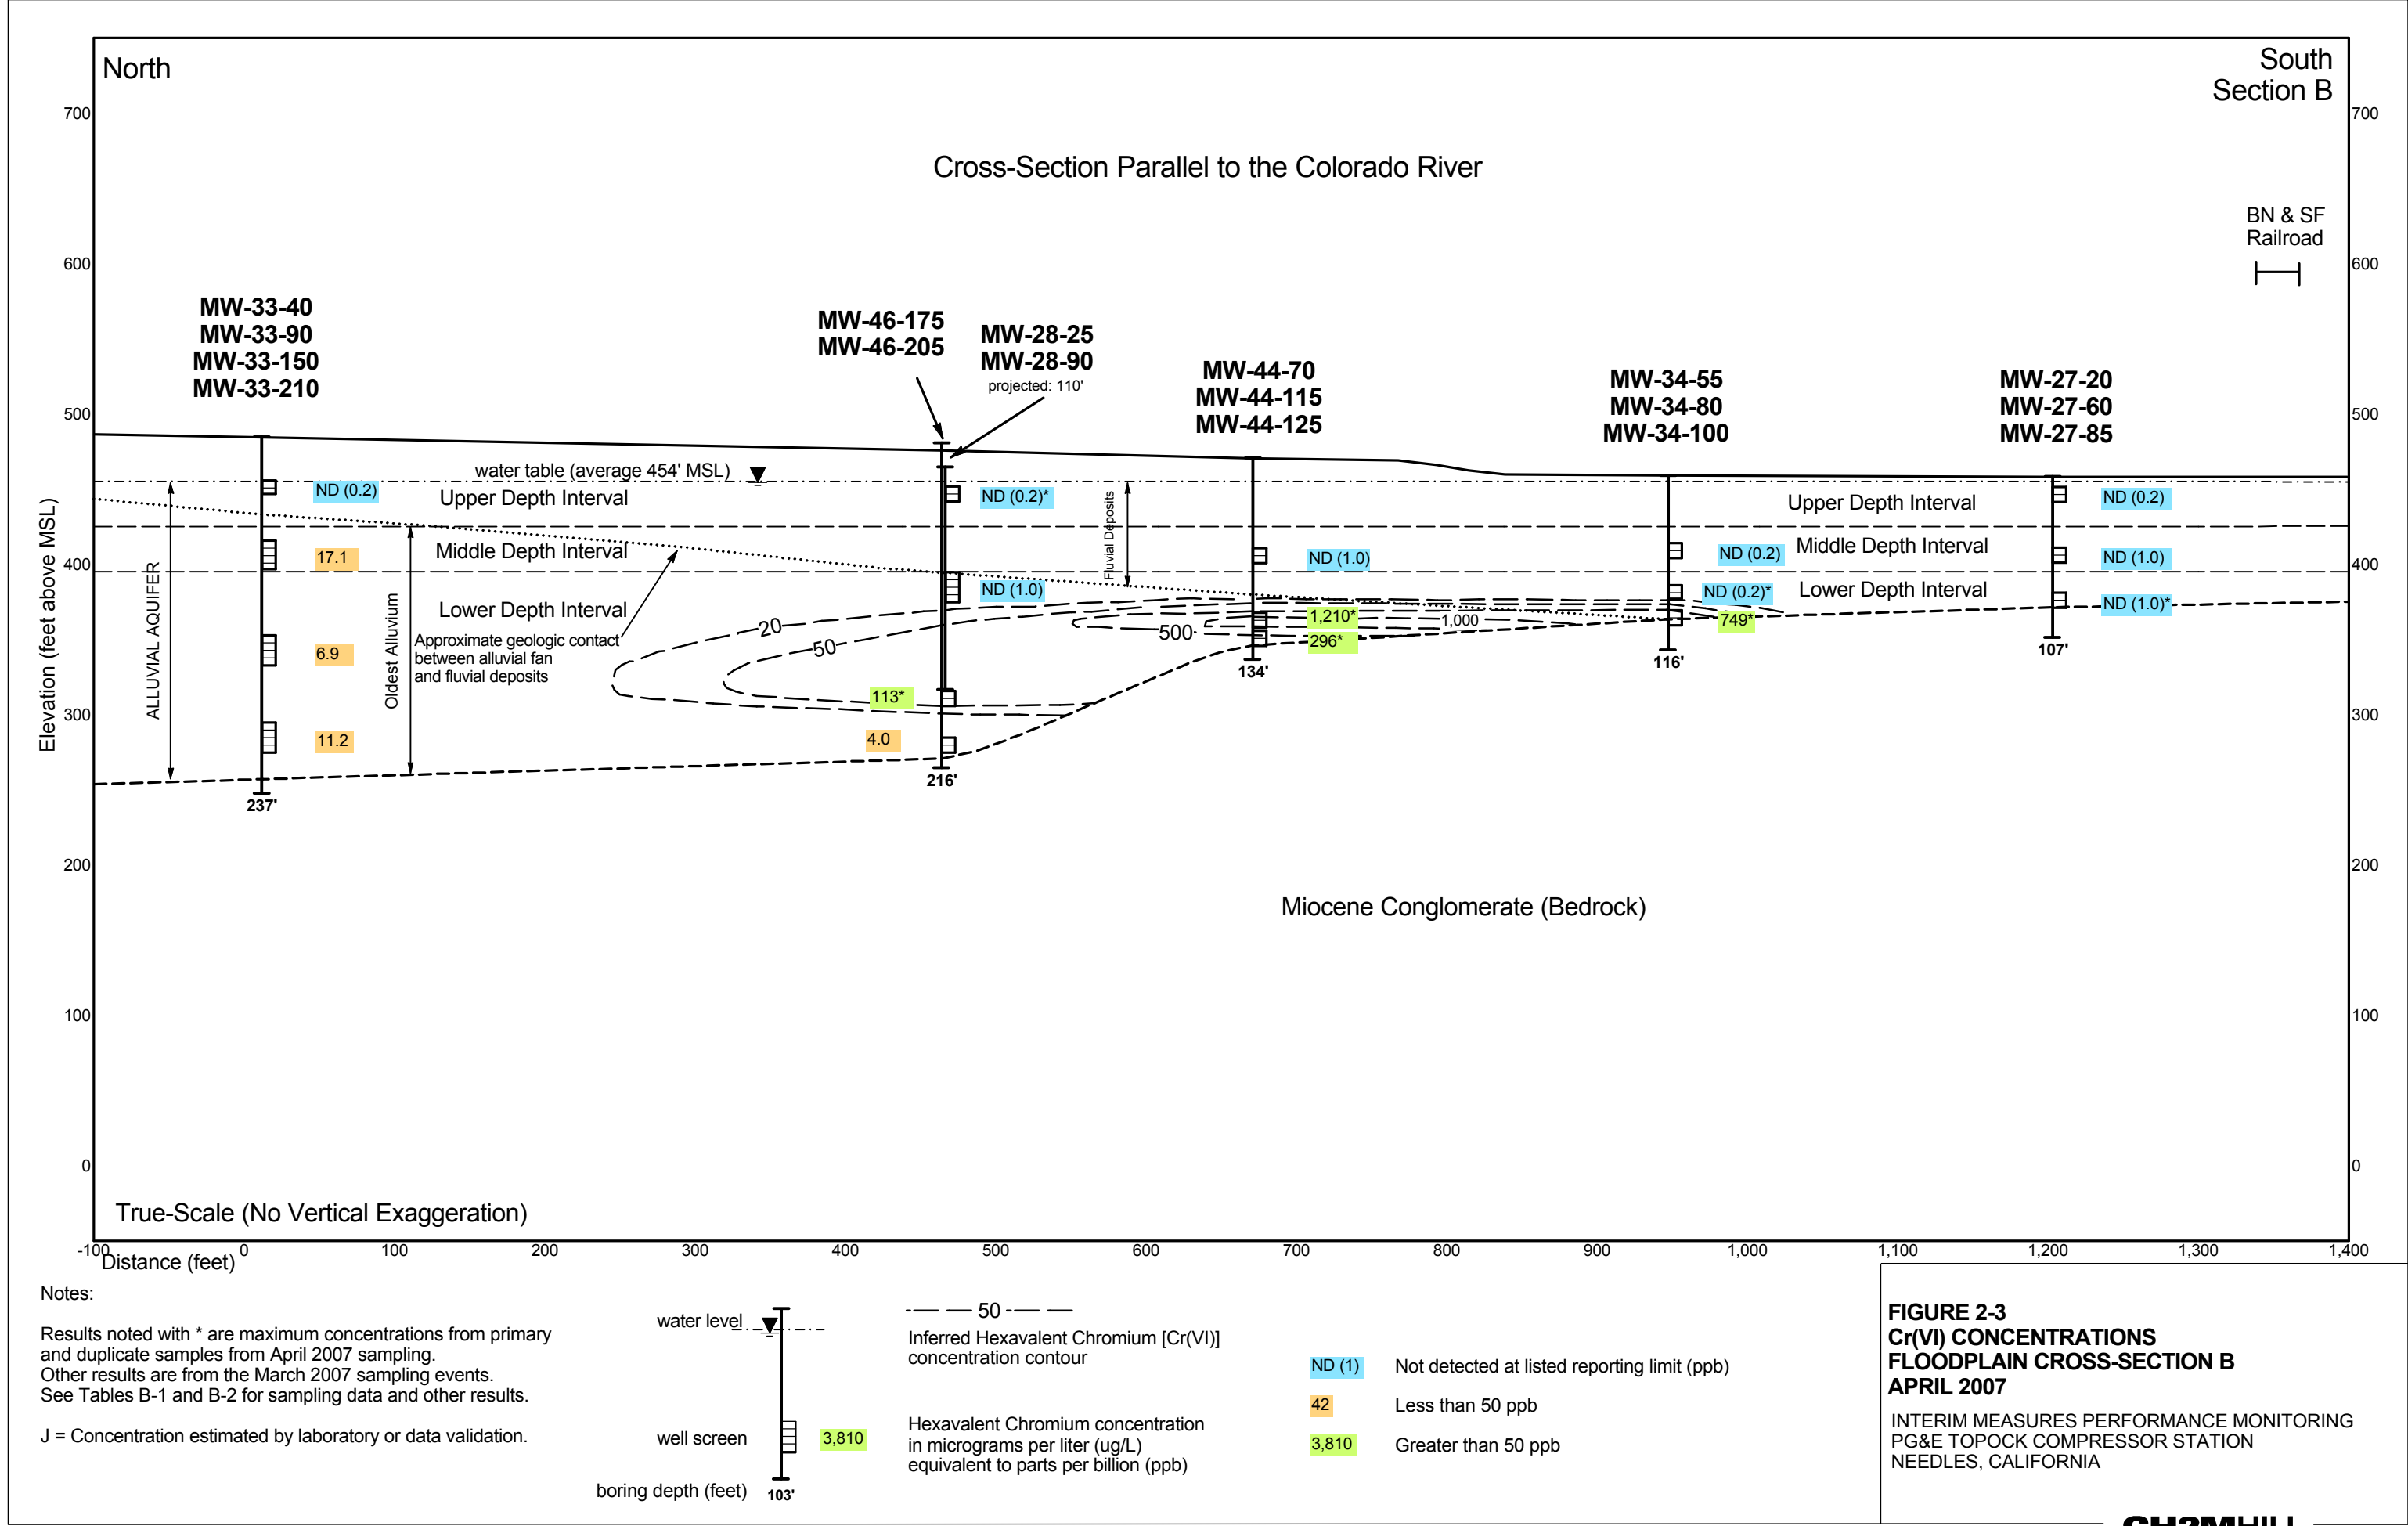 North
South
Section B
Cross-Section Parallel to the Colorado River
BN & SF
Railroad
700
600
500
400
300
200
100
0
Elevation (feet above MSL)
700
600
500
400
300
200
100
0
MW-33-40
MW-33-90
MW-33-150
MW-33-210
MW-46-175
MW-46-205
MW-28-25
MW-28-90
projected: 110'
MW-44-70
MW-44-115
MW-44-125
MW-34-55
MW-34-80
MW-34-100
MW-27-20
MW-27-60
MW-27-85
water table (average 454' MSL)
Upper Depth Interval
Middle Depth Interval
Lower Depth Interval
Approximate geologic contact
between alluvial fan
and fluvial deposits
ALLUVIAL AQUIFER
Oldest Alluvium
Fluvial Deposits
Upper Depth Interval
Middle Depth Interval
Lower Depth Interval
ND (0.2)
17.1
6.9
11.2
237'
ND (0.2)*
ND (1.0)
113*
4.0
216'
20
50
500
1,000
ND (1.0)
1,210*
296*
134'
ND (0.2)
ND (0.2)*
749*
116'
ND (0.2)
ND (1.0)
ND (1.0)*
107'
Miocene Conglomerate (Bedrock)
True-Scale (No Vertical Exaggeration)
-100 0 100 200 300 400 500 600 700 800 900 1,000 1,100 1,200 1,300 1,400
Distance (feet)
Notes:
Results noted with * are maximum concentrations from primary
and duplicate samples from April 2007 sampling.
Other results are from the March 2007 sampling events.
See Tables B-1 and B-2 for sampling data and other results.
J = Concentration estimated by laboratory or data validation.
water level
well screen
boring depth (feet)
103'
3,810
50
Inferred Hexavalent Chromium [Cr(VI)]
concentration contour
Hexavalent Chromium concentration
in micrograms per liter (ug/L)
equivalent to parts per billion (ppb)
ND (1) Not detected at listed reporting limit (ppb)
42 Less than 50 ppb
3,810 Greater than 50 ppb
FIGURE 2-3
Cr(VI) CONCENTRATIONS
FLOODPLAIN CROSS-SECTION B
APRIL 2007
INTERIM MEASURES PERFORMANCE MONITORING
PG&E TOPOCK COMPRESSOR STATION
NEEDLES, CALIFORNIA
CH2MHILL